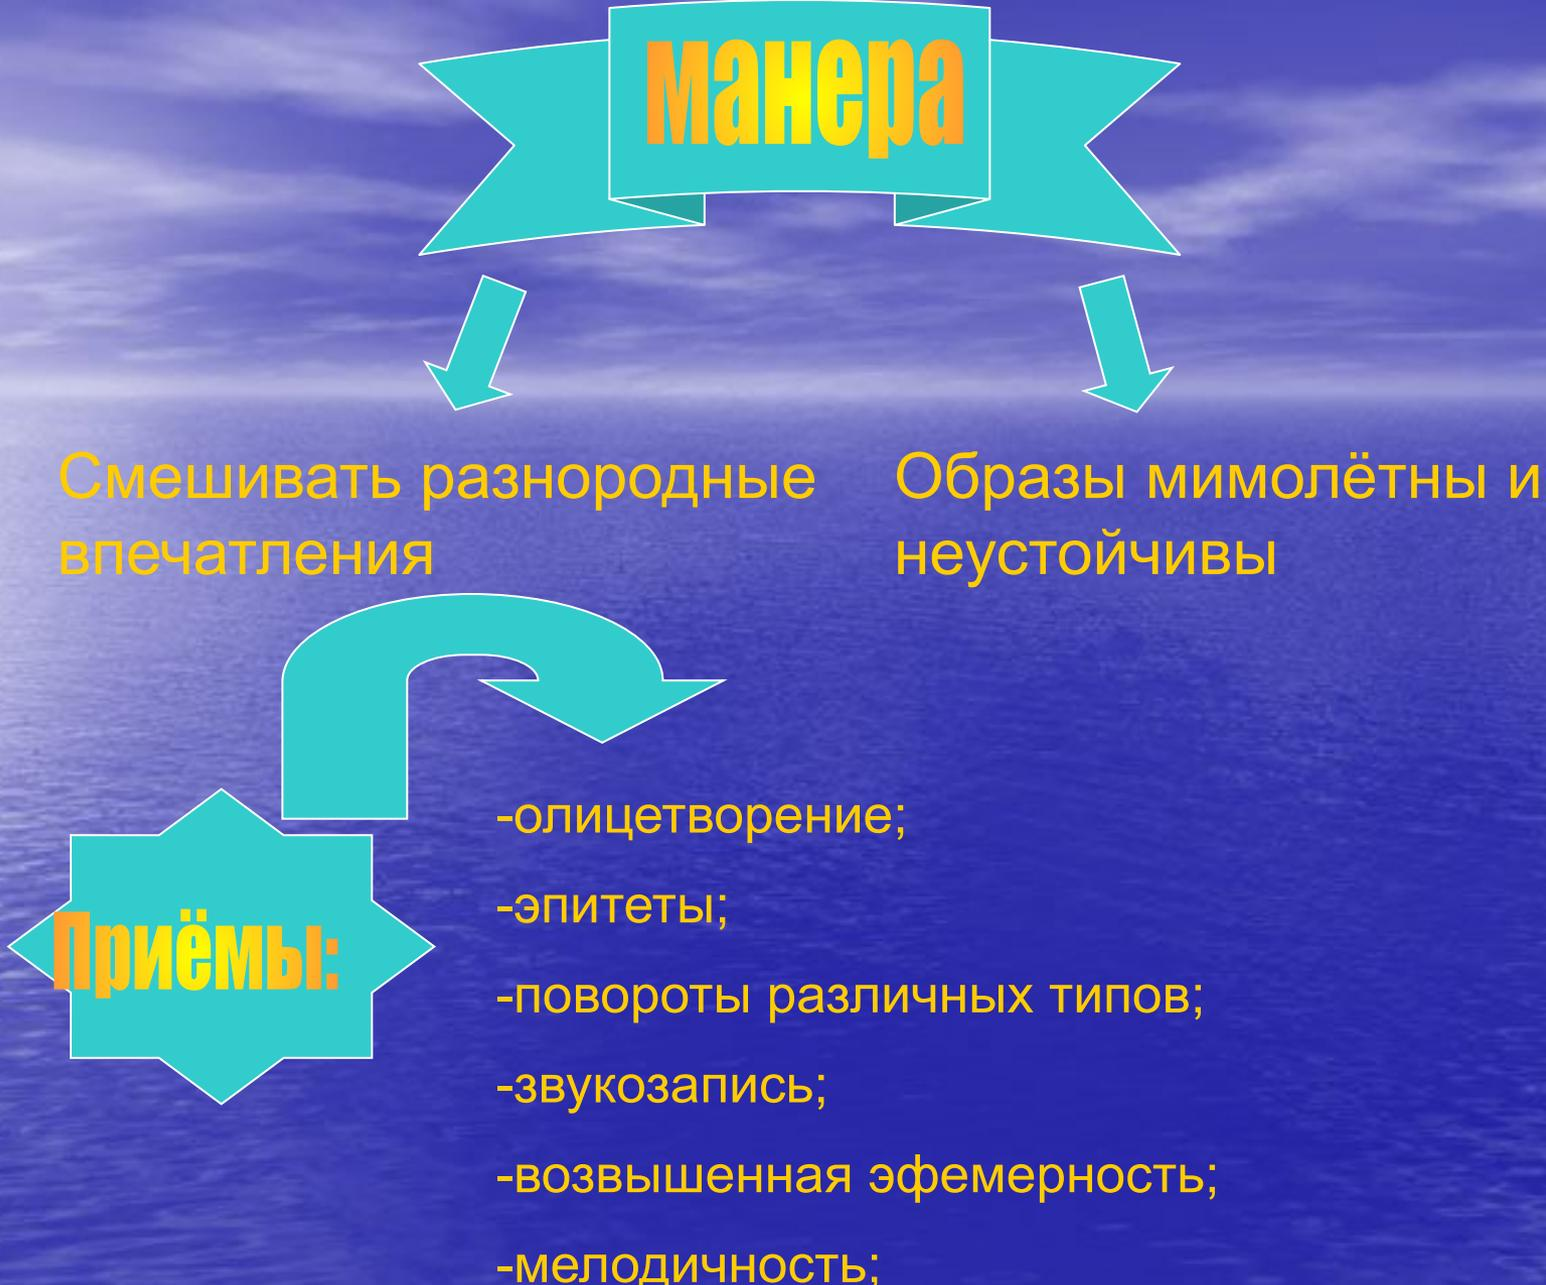 манера
Смешивать разнородные
впечатления
Образы мимолётны и
неустойчивы
Приёмы:
-олицетворение;
-эпитеты;
-повороты различных типов;
-звукозапись;
-возвышенная эфемерность;
-мелодичность;